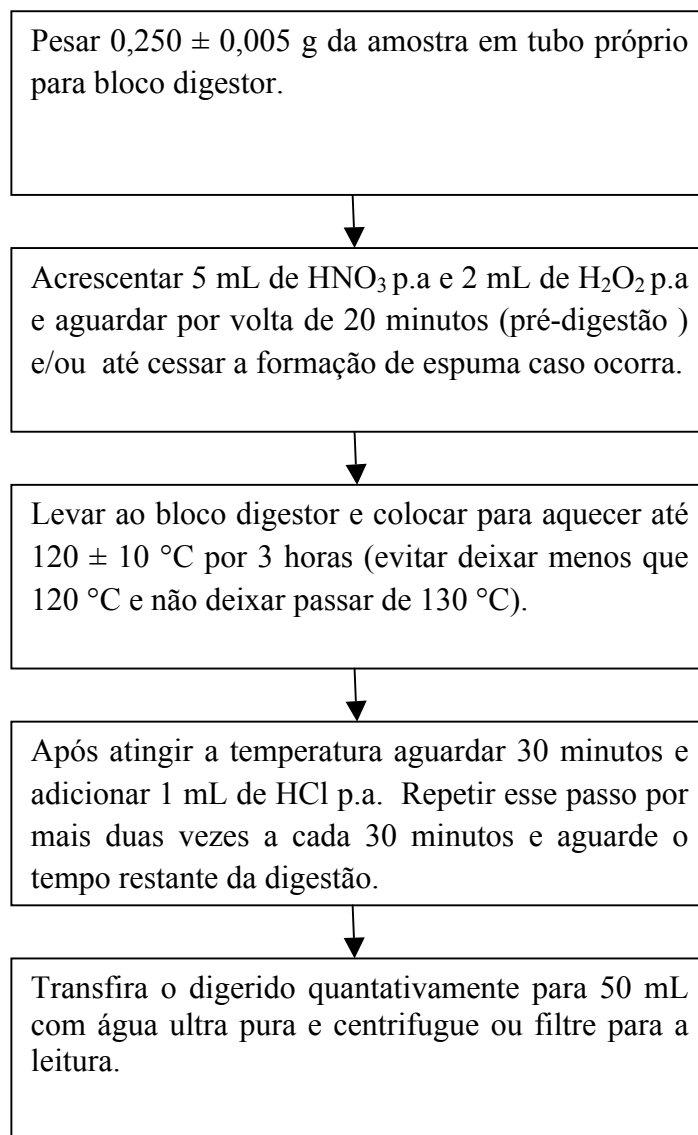 Pesar 0,250 ± 0,005 g da amostra em tubo próprio
para bloco digestor.
Acrescentar 5 mL de HNO₃ p.a e 2 mL de H₂O₂ p.a
e aguardar por volta de 20 minutos (pré-digestão )
e/ou até cessar a formação de espuma caso ocorra.
Levar ao bloco digestor e colocar para aquecer até
120 ± 10 °C por 3 horas (evitar deixar menos que
120 °C e não deixar passar de 130 °C).
Após atingir a temperatura aguardar 30 minutos e
adicionar 1 mL de HCl p.a. Repetir esse passo por
mais duas vezes a cada 30 minutos e aguarde o
tempo restante da digestão.
Transfira o digerido quantativamente para 50 mL
com água ultra pura e centrifugue ou filtre para a
leitura.